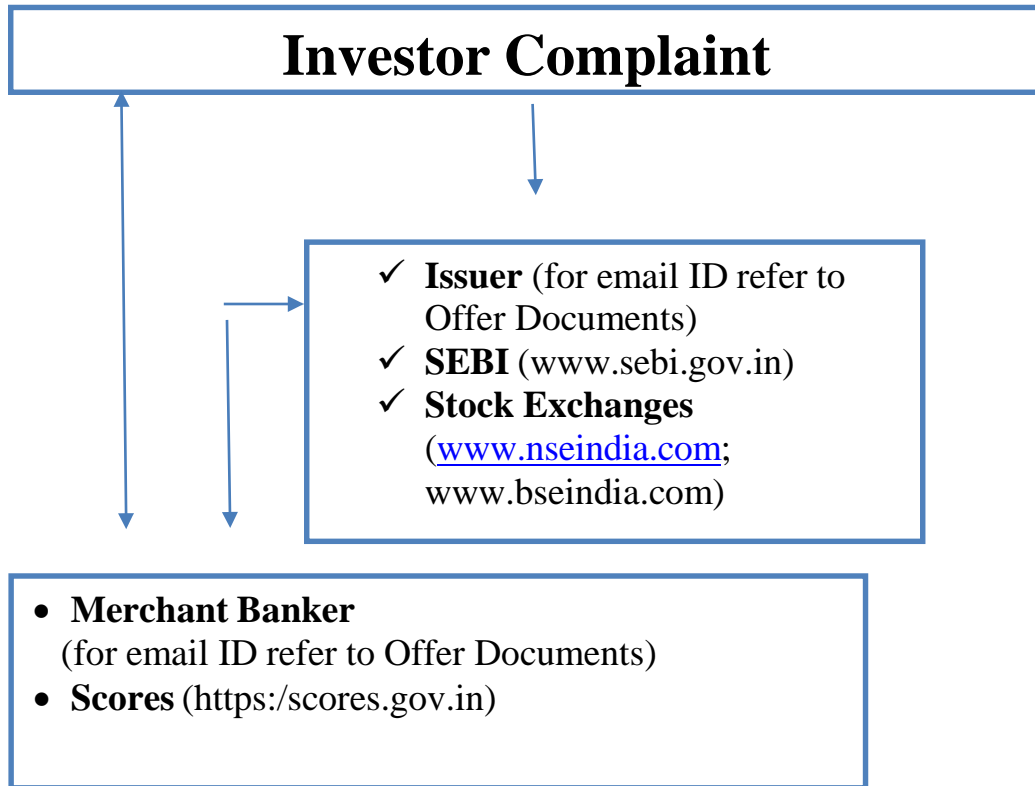 Investor Complaint
✓ Issuer (for email ID refer to
Offer Documents)
✓ SEBI (www.sebi.gov.in)
✓ Stock Exchanges
(www.nseindia.com;
www.bseindia.com)
• Merchant Banker
(for email ID refer to Offer Documents)
• Scores (https:/scores.gov.in)